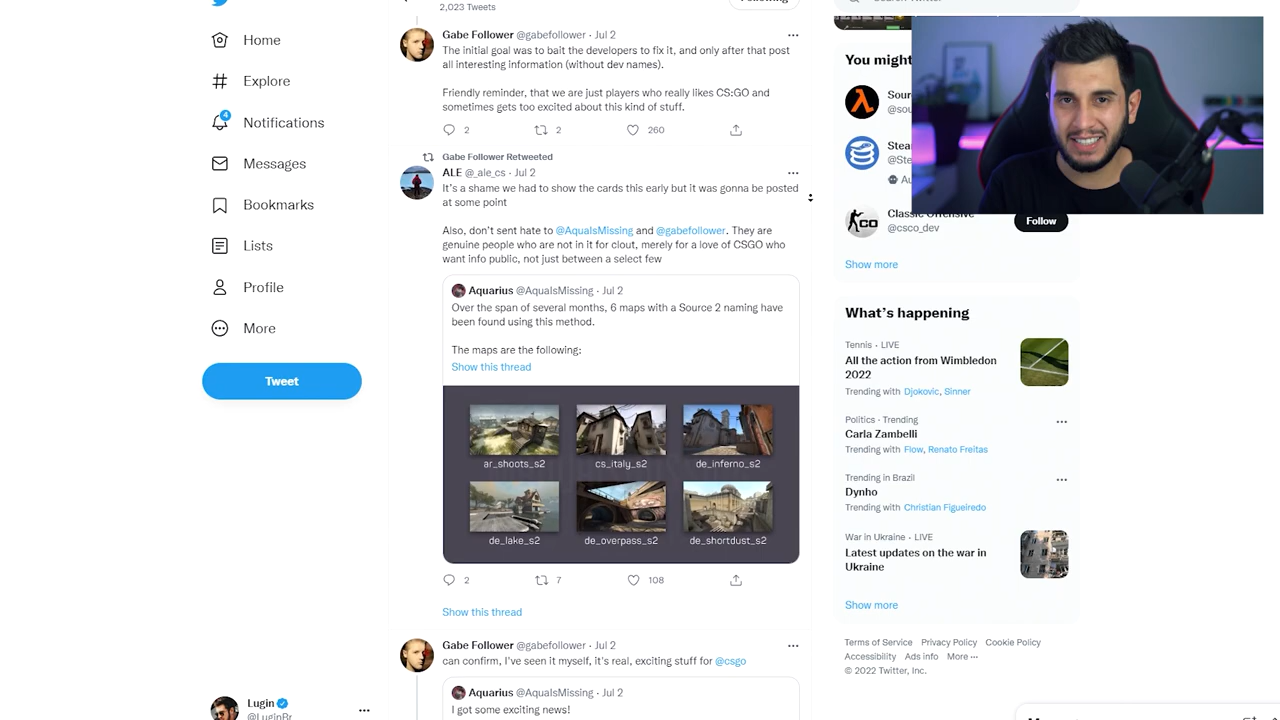 2,023 Tweets
Following
Home
Explore
4
Notifications
Messages
Bookmarks
Lists
Profile
More
Tweet
Lugin
@LuginBr
Gabe Follower @gabefollower · Jul 2
The initial goal was to bait the developers to fix it, and only after that post
all interesting information (without dev names).
Friendly reminder, that we are just players who really likes CS:GO and
sometimes gets too excited about this kind of stuff.
2 2 260
Gabe Follower Retweeted
ALE @_ale_cs · Jul 2
It's a shame we had to show the cards this early but it was gonna be posted
at some point
Also, don't sent hate to @AquaIsMissing and @gabefollower. They are
genuine people who are not in it for clout, merely for a love of CSGO who
want info public, not just between a select few
Aquarius @AquaIsMissing · Jul 2
Over the span of several months, 6 maps with a Source 2 naming have
been found using this method.
The maps are the following:
Show this thread
ar_shoots_s2 cs_italy_s2 de_inferno_s2
de_lake_s2 de_overpass_s2 de_shortdust_s2
2 7 108
Show this thread
Gabe Follower @gabefollower · Jul 2
can confirm, I've seen it myself, it's real, exciting stuff for @csgo
Aquarius @AquaIsMissing · Jul 2
I got some exciting news!
You might
Sour
@sou
Stea
@Ste
Au
CO
Classic Offensive
@csco_dev
Follow
Show more
What's happening
Tennis · LIVE
All the action from Wimbledon
2022
Trending with Djokovic, Sinner
Politics · Trending
Carla Zambelli
Trending with Flow, Renato Freitas
Trending in Brazil
Dynho
Trending with Christian Figueiredo
War in Ukraine · LIVE
Latest updates on the war in
Ukraine
Show more
Terms of Service Privacy Policy Cookie Policy
Accessibility Ads info More ···
© 2022 Twitter, Inc.